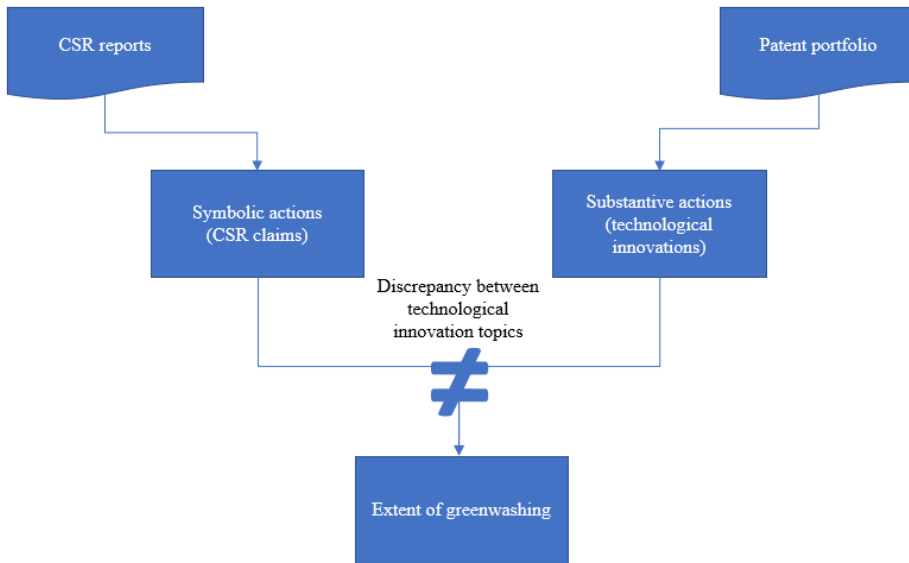 CSR reports
Patent portfolio
Symbolic actions
(CSR claims)
Substantive actions
(technological
innovations)
Discrepancy between
technological
innovation topics
≠
Extent of greenwashing